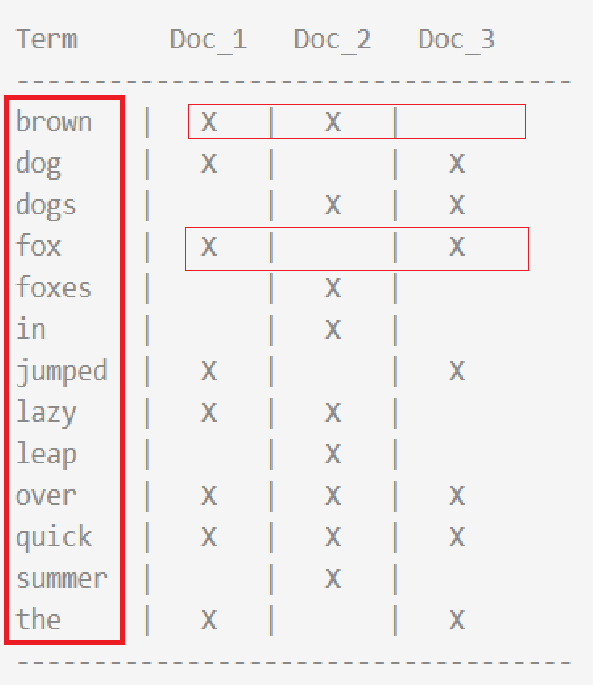 Term      Doc_1   Doc_2   Doc_3
------------------------------------
brown   |   X   |   X   |
dog     |   X   |       |   X
dogs    |       |   X   |   X
fox     |   X   |       |   X
foxes   |       |   X   |
in      |       |   X   |
jumped  |   X   |       |   X
lazy    |   X   |   X   |
leap    |       |   X   |
over    |   X   |   X   |   X
quick   |   X   |   X   |   X
summer  |       |   X   |
the     |   X   |       |   X
------------------------------------